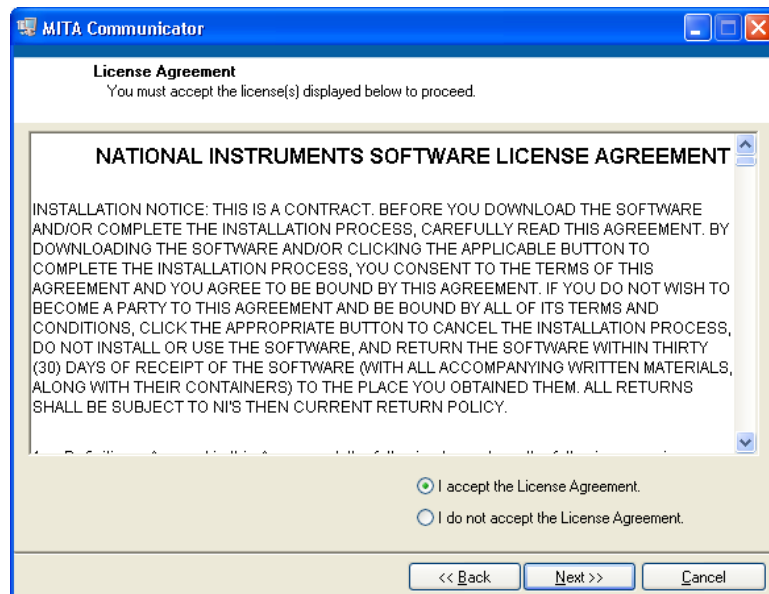 MITA Communicator
License Agreement
You must accept the license(s) displayed below to proceed.
NATIONAL INSTRUMENTS SOFTWARE LICENSE AGREEMENT
INSTALLATION NOTICE: THIS IS A CONTRACT. BEFORE YOU DOWNLOAD THE SOFTWARE
AND/OR COMPLETE THE INSTALLATION PROCESS, CAREFULLY READ THIS AGREEMENT. BY
DOWNLOADING THE SOFTWARE AND/OR CLICKING THE APPLICABLE BUTTON TO
COMPLETE THE INSTALLATION PROCESS, YOU CONSENT TO THE TERMS OF THIS
AGREEMENT AND YOU AGREE TO BE BOUND BY THIS AGREEMENT. IF YOU DO NOT WISH TO
BECOME A PARTY TO THIS AGREEMENT AND BE BOUND BY ALL OF ITS TERMS AND
CONDITIONS, CLICK THE APPROPRIATE BUTTON TO CANCEL THE INSTALLATION PROCESS,
DO NOT INSTALL OR USE THE SOFTWARE, AND RETURN THE SOFTWARE WITHIN THIRTY
(30) DAYS OF RECEIPT OF THE SOFTWARE (WITH ALL ACCOMPANYING WRITTEN MATERIALS,
ALONG WITH THEIR CONTAINERS) TO THE PLACE YOU OBTAINED THEM. ALL RETURNS
SHALL BE SUBJECT TO NI'S THEN CURRENT RETURN POLICY.
I accept the License Agreement.
I do not accept the License Agreement.
<< Back
Next >>
Cancel